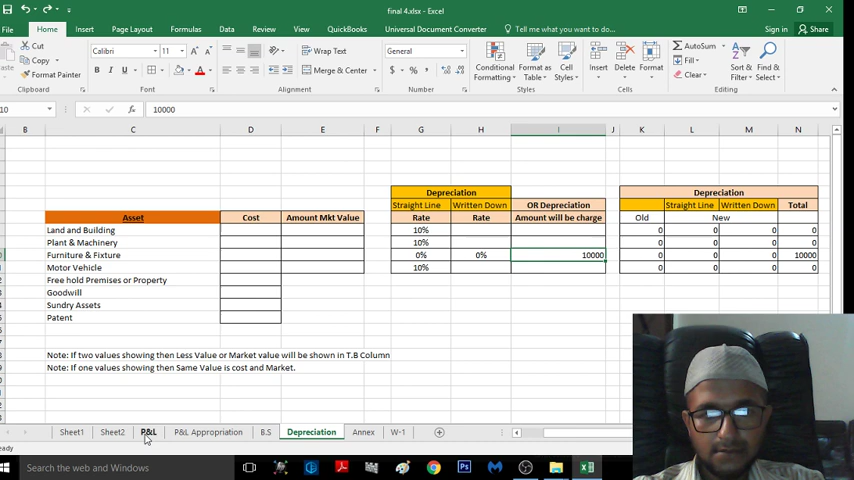 final 4.xlsx - Excel
File Home Insert Page Layout Formulas Data Review View QuickBooks Universal Document Converter Sign in Share
Cut
Copy
Format Painter
Clipboard
Calibri 11
B I U
Font
Wrap Text
Merge & Center
Alignment
General
$ % ,
Number
Conditional Formatting
Format as Table
Cell Styles
Styles
Insert Delete Format
Cells
AutoSum
Fill
Clear
Sort & Filter
Find & Select
Editing
10 fx 10000
B C D E F G H I J K L M N
Depreciation Depreciation
Straight Line Written Down OR Depreciation Straight Line Written Down Total
Asset Cost Amount Mkt Value Rate Rate Amount will be charge Old New
Land and Building 10% 0 0 0 0
Plant & Machinery 10% 0 0 0 0
Furniture & Fixture 0% 0% 10000 0 0 0 10000
Motor Vehicle 10% 0 0 0 0
Free hold Premises or Property
Goodwill
Sundry Assets
Patent
Note: If two values showing then Less Value or Market value will be shown in T.B Column
Note: If one values showing then Same Value is cost and Market.
Sheet1 Sheet2 P&L P&L Appropriation B.S Depreciation Annex W-1
eady
Search the web and Windows